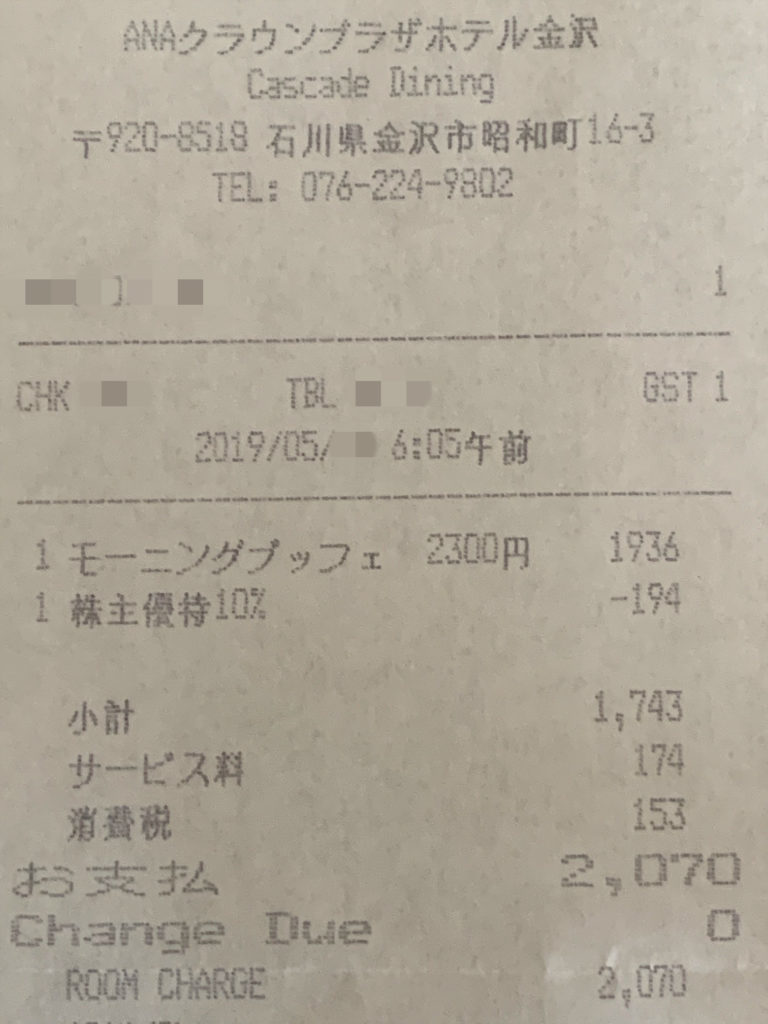 ANAクラウンプラザホテル金沢
Cascade Dining
〒920-8518 石川県金沢市昭和町16-3
TEL: 076-224-9802
1
CHK TBL GST 1
2019/05/ 6:05午前
1 モーニングブッフェ 2300円 1936
1 株主優待10% -194
小計 1,743
サービス料 174
消費税 153
お支払 2,070
Change Due 0
ROOM CHARGE 2,070